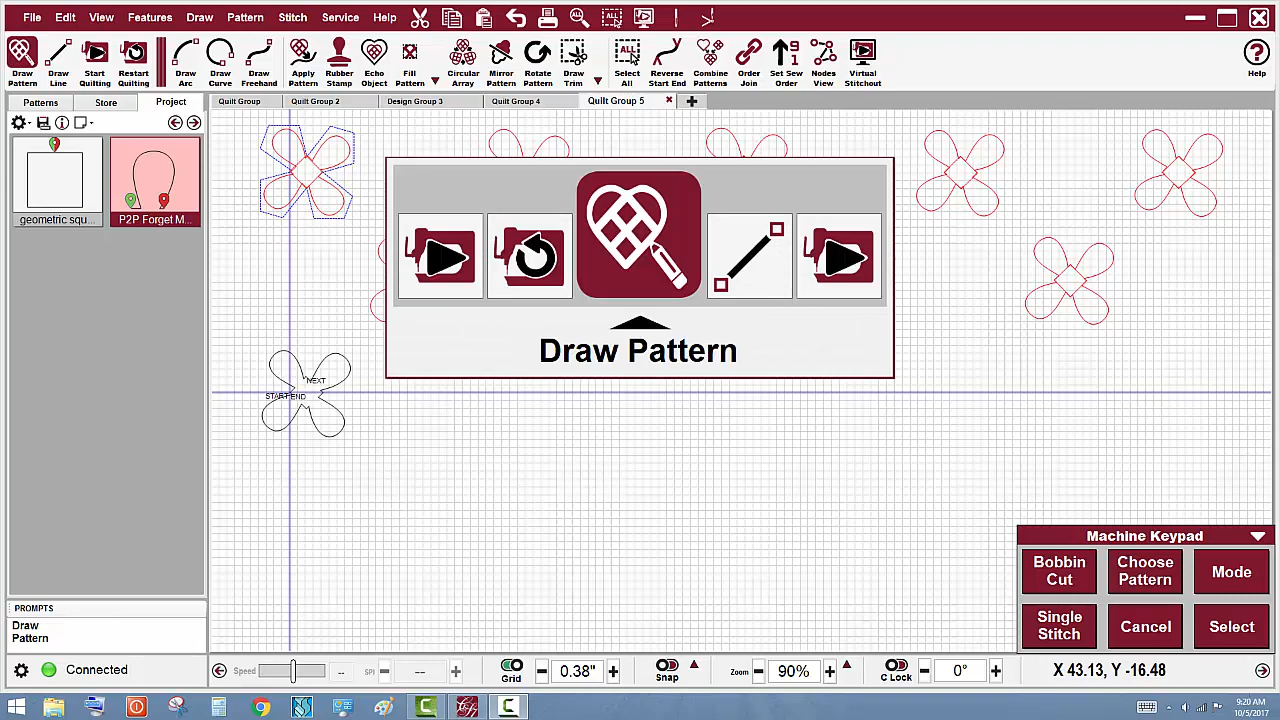 File Edit View Features Draw Pattern Stitch Service Help
Draw Pattern
Draw Line
Start Quilting
Restart Quilting
Draw Arc
Draw Curve
Draw Freehand
Apply Pattern
Rubber Stamp
Echo Object
Fill Pattern
Circular Array
Mirror Pattern
Rotate Pattern
Draw Trim
ALL
Select All
Reverse Start End
Combine Patterns
Order Join
9
1
Set Sew Order
Nodes View
Virtual Stitchout
Help
Patterns Store Project
Quilt Group Quilt Group 2 Design Group 3 Quilt Group 4 Quilt Group 5
geometric squ... P2P Forget M...
Draw Pattern
NEXT
START END
Machine Keypad
Bobbin Cut
Choose Pattern
Mode
Single Stitch
Cancel
Select
PROMPTS
Draw
Pattern
Connected
Speed -- SPI -- Grid 0.38" Snap Zoom 90% C Lock 0° X 43.13, Y -16.48
9:20 AM
10/5/2017